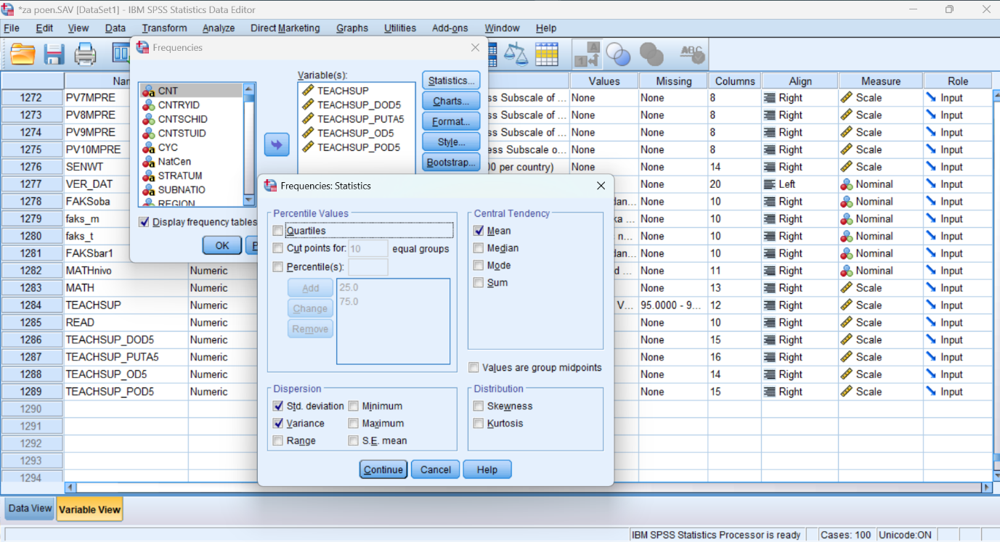 *za poen.SAV [DataSet1] - IBM SPSS Statistics Data Editor
File Edit View Data Transform Analyze Direct Marketing Graphs Utilities Add-ons Window Help
Frequencies
Variable(s):
CNT
CNTRYID
CNTSCHID
CNTSTUID
CYC
NatCen
STRATUM
SUBNATIO
REGION
TEACHSUP
TEACHSUP_DOD5
TEACHSUP_PUTA5
TEACHSUP_OD5
TEACHSUP_POD5
Statistics...
Charts...
Format...
Style...
Bootstrap...
Display frequency tables
OK
Frequencies: Statistics
Percentile Values
Quartiles
Cut points for: 10 equal groups
Percentile(s):
Add
Change
Remove
25.0
75.0
Central Tendency
Mean
Median
Mode
Sum
Values are group midpoints
Dispersion
Std. deviation Minimum
Variance Maximum
Range S.E. mean
Distribution
Skewness
Kurtosis
Continue Cancel Help
Values Missing Columns Align Measure Role
1272 PV7MPRE ss Subscale of ... None None 8 Right Scale Input
1273 PV8MPRE ss Subscale of ... None None 8 Right Scale Input
1274 PV9MPRE ss Subscale of ... None None 8 Right Scale Input
1275 PV10MPRE ess Subscale o... None None 8 Right Scale Input
1276 SENWT 00 per country) None None 14 Right Scale Input
1277 VER_DAT None 20 Left Nominal Input
1278 FAKSoba None 10 Right Nominal Input
1279 faks_m None 10 Right Nominal Input
1280 faks_t None 10 Right Nominal Input
1281 FAKSbar1 None 10 Right Nominal Input
1282 MATHnivo Numeric None 11 Right Nominal Input
1283 MATH Numeric None 13 Right Scale Input
1284 TEACHSUP Numeric 95.0000 - 9... 12 Right Scale Input
1285 READ Numeric None 10 Right Scale Input
1286 TEACHSUP_DOD5 Numeric None 15 Right Scale Input
1287 TEACHSUP_PUTA5 Numeric None 16 Right Scale Input
1288 TEACHSUP_OD5 Numeric None 14 Right Scale Input
1289 TEACHSUP_POD5 Numeric None 15 Right Scale Input
1290
1291
1292
1293
1294
Data View Variable View
IBM SPSS Statistics Processor is ready Cases: 100 Unicode:ON